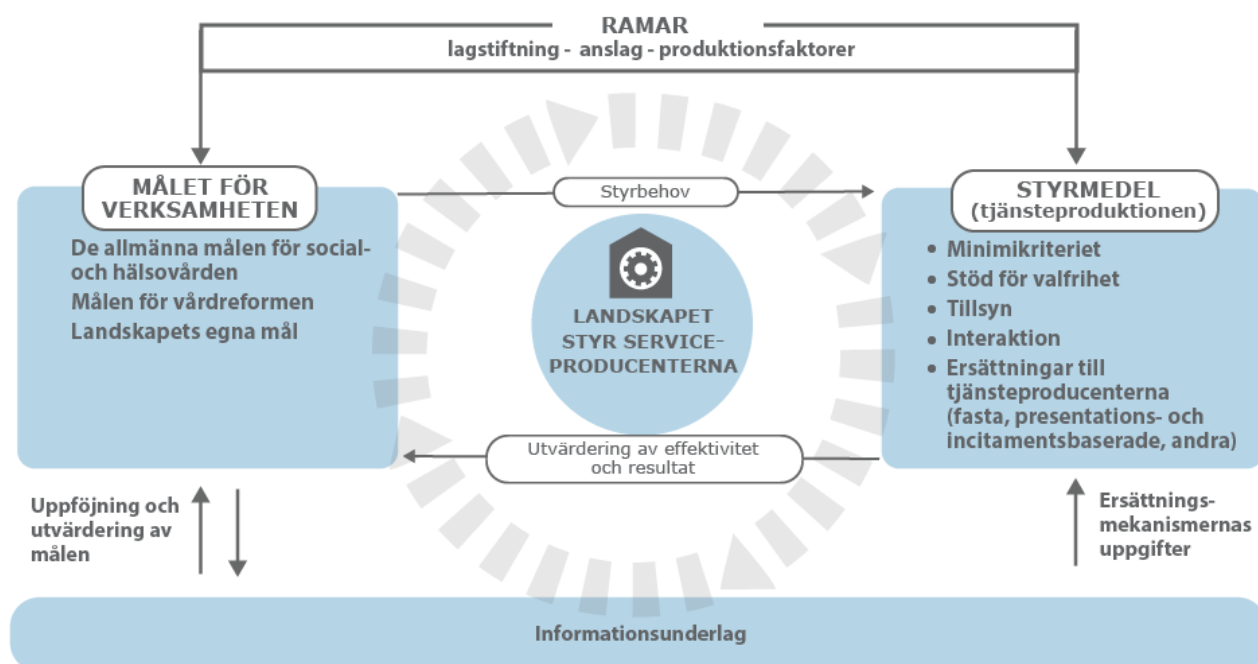 RAMAR
lagstiftning - anslag - produktionsfaktorer
MÅLET FÖR
VERKSAMHETEN
De allmänna målen för social-
och hälsovården
Målen för vårdreformen
Landskapets egna mål
Styrbehov
LANDSKAPET
STYR SERVICE-
PRODUCENTERNA
Utvärdering av effektivitet
och resultat
STYRMEDEL
(tjänsteproduktionen)
• Minimikriteriet
• Stöd för valfrihet
• Tillsyn
• Interaktion
• Ersättningar till
tjänsteproducenterna
(fasta, presentations- och
incitamentsbaserade, andra)
Uppföjning och
utvärdering av
målen
Ersättnings-
mekanismernas
uppgifter
Informationsunderlag